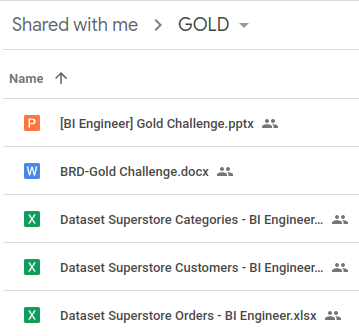 Shared with me > GOLD
Name
P [BI Engineer] Gold Challenge.pptx
W BRD-Gold Challenge.docx
X Dataset Superstore Categories - BI Engineer...
X Dataset Superstore Customers - BI Engineer...
X Dataset Superstore Orders - BI Engineer.xlsx